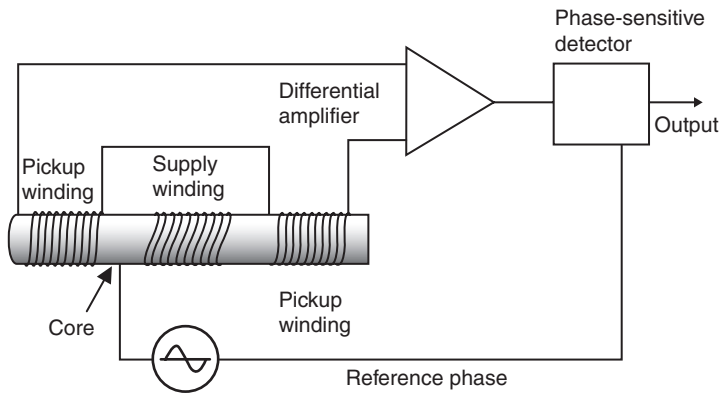 Phase-sensitive
detector
Differential
amplifier
Output
Pickup
winding
Supply
winding
Pickup
winding
Core
Reference phase